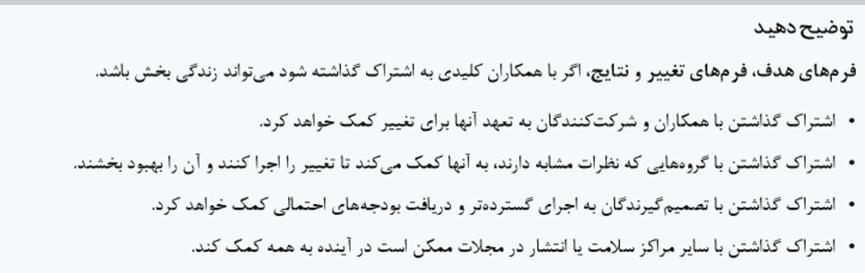 توضیح دهید
فرم‌های هدف، فرم‌های تغییر و نتایج، اگر با همکاران کلیدی به اشتراک گذاشته شود می‌تواند زندگی بخش باشد.
• اشتراک گذاشتن با همکاران و شرکت‌کنندگان به تعهد آنها برای تغییر کمک خواهد کرد.
• اشتراک گذاشتن با گروه‌هایی که نظرات مشابه دارند، به آنها کمک می‌کند تا تغییر را اجرا کنند و آن را بهبود بخشند.
• اشتراک گذاشتن با تصمیم‌گیرندگان به اجرای گسترده‌تر و دریافت بودجه‌های احتمالی کمک خواهد کرد.
• اشتراک گذاشتن با سایر مراکز سلامت یا انتشار در مجلات ممکن است در آینده به همه کمک کند.